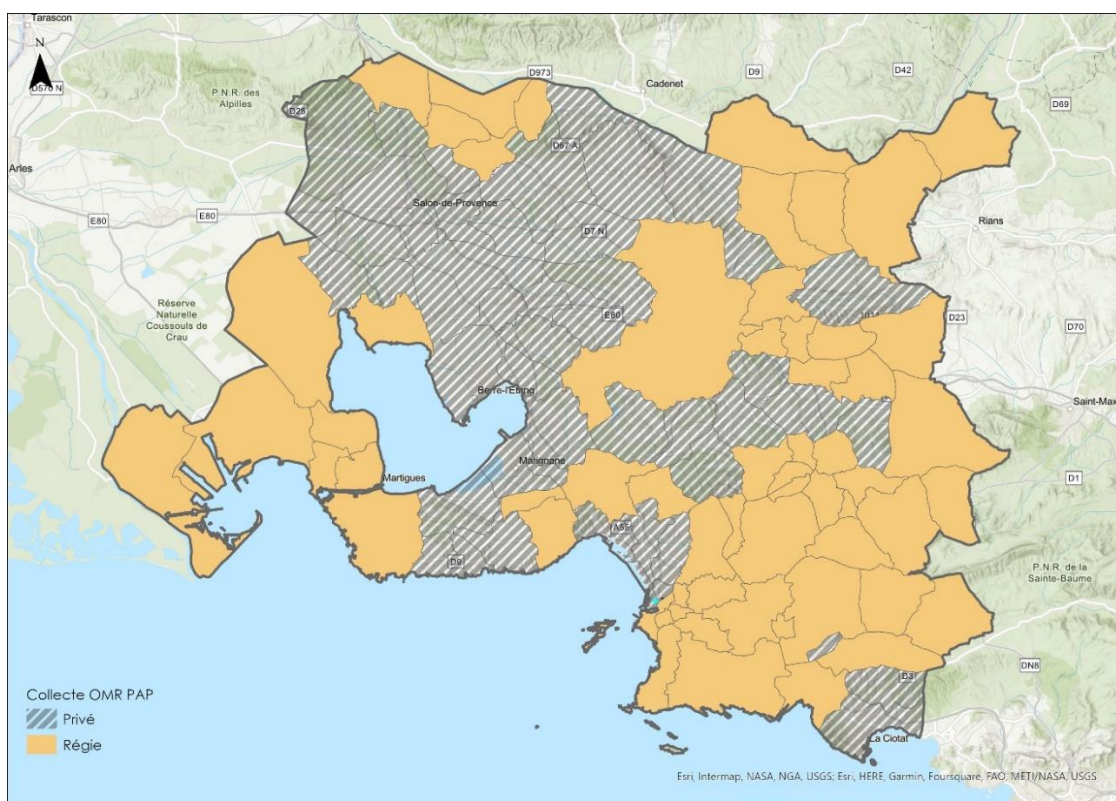 Tarascon
N
D570 N
P.N.R. des
Alpilles
D25
D973
D9
D42
Cadenet
D69
D67 A
Arles
E80
E80
Salon-de-Provence
D7 N
Rians
Réserve
Naturelle
Coussouls de
Crau
E80
D23
D70
Berre-l'Étang
Saint-Max
Marignane
Martigues
D1
A55
D9
P.N.R. de la
Sainte-Baume
DN8
D3
La Ciotat
Collecte OMR PAP
Privé
Régie
Esri, Intermap, NASA, NGA, USGS; Esri, HERE, Garmin, Foursquare, FAO, METI/NASA, USGS